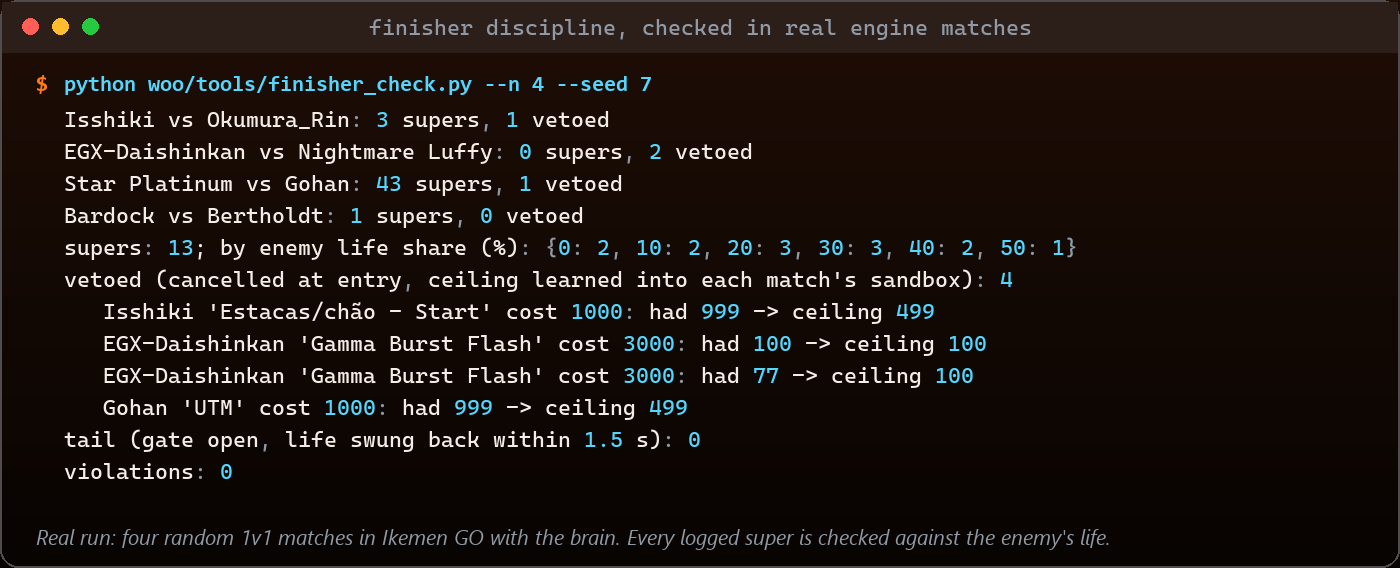 finisher discipline, checked in real engine matches
$ python woo/tools/finisher_check.py --n 4 --seed 7
Isshiki vs Okumura_Rin: 3 supers, 1 vetoed
EGX-Daishinkan vs Nightmare Luffy: 0 supers, 2 vetoed
Star Platinum vs Gohan: 43 supers, 1 vetoed
Bardock vs Bertholdt: 1 supers, 0 vetoed
supers: 13; by enemy life share (%): {0: 2, 10: 2, 20: 3, 30: 3, 40: 2, 50: 1}
vetoed (cancelled at entry, ceiling learned into each match's sandbox): 4
Isshiki 'Estacas/chão - Start' cost 1000: had 999 -> ceiling 499
EGX-Daishinkan 'Gamma Burst Flash' cost 3000: had 100 -> ceiling 100
EGX-Daishinkan 'Gamma Burst Flash' cost 3000: had 77 -> ceiling 100
Gohan 'UTM' cost 1000: had 999 -> ceiling 499
tail (gate open, life swung back within 1.5 s): 0
violations: 0
Real run: four random 1v1 matches in Ikemen GO with the brain. Every logged super is checked against the enemy's life.